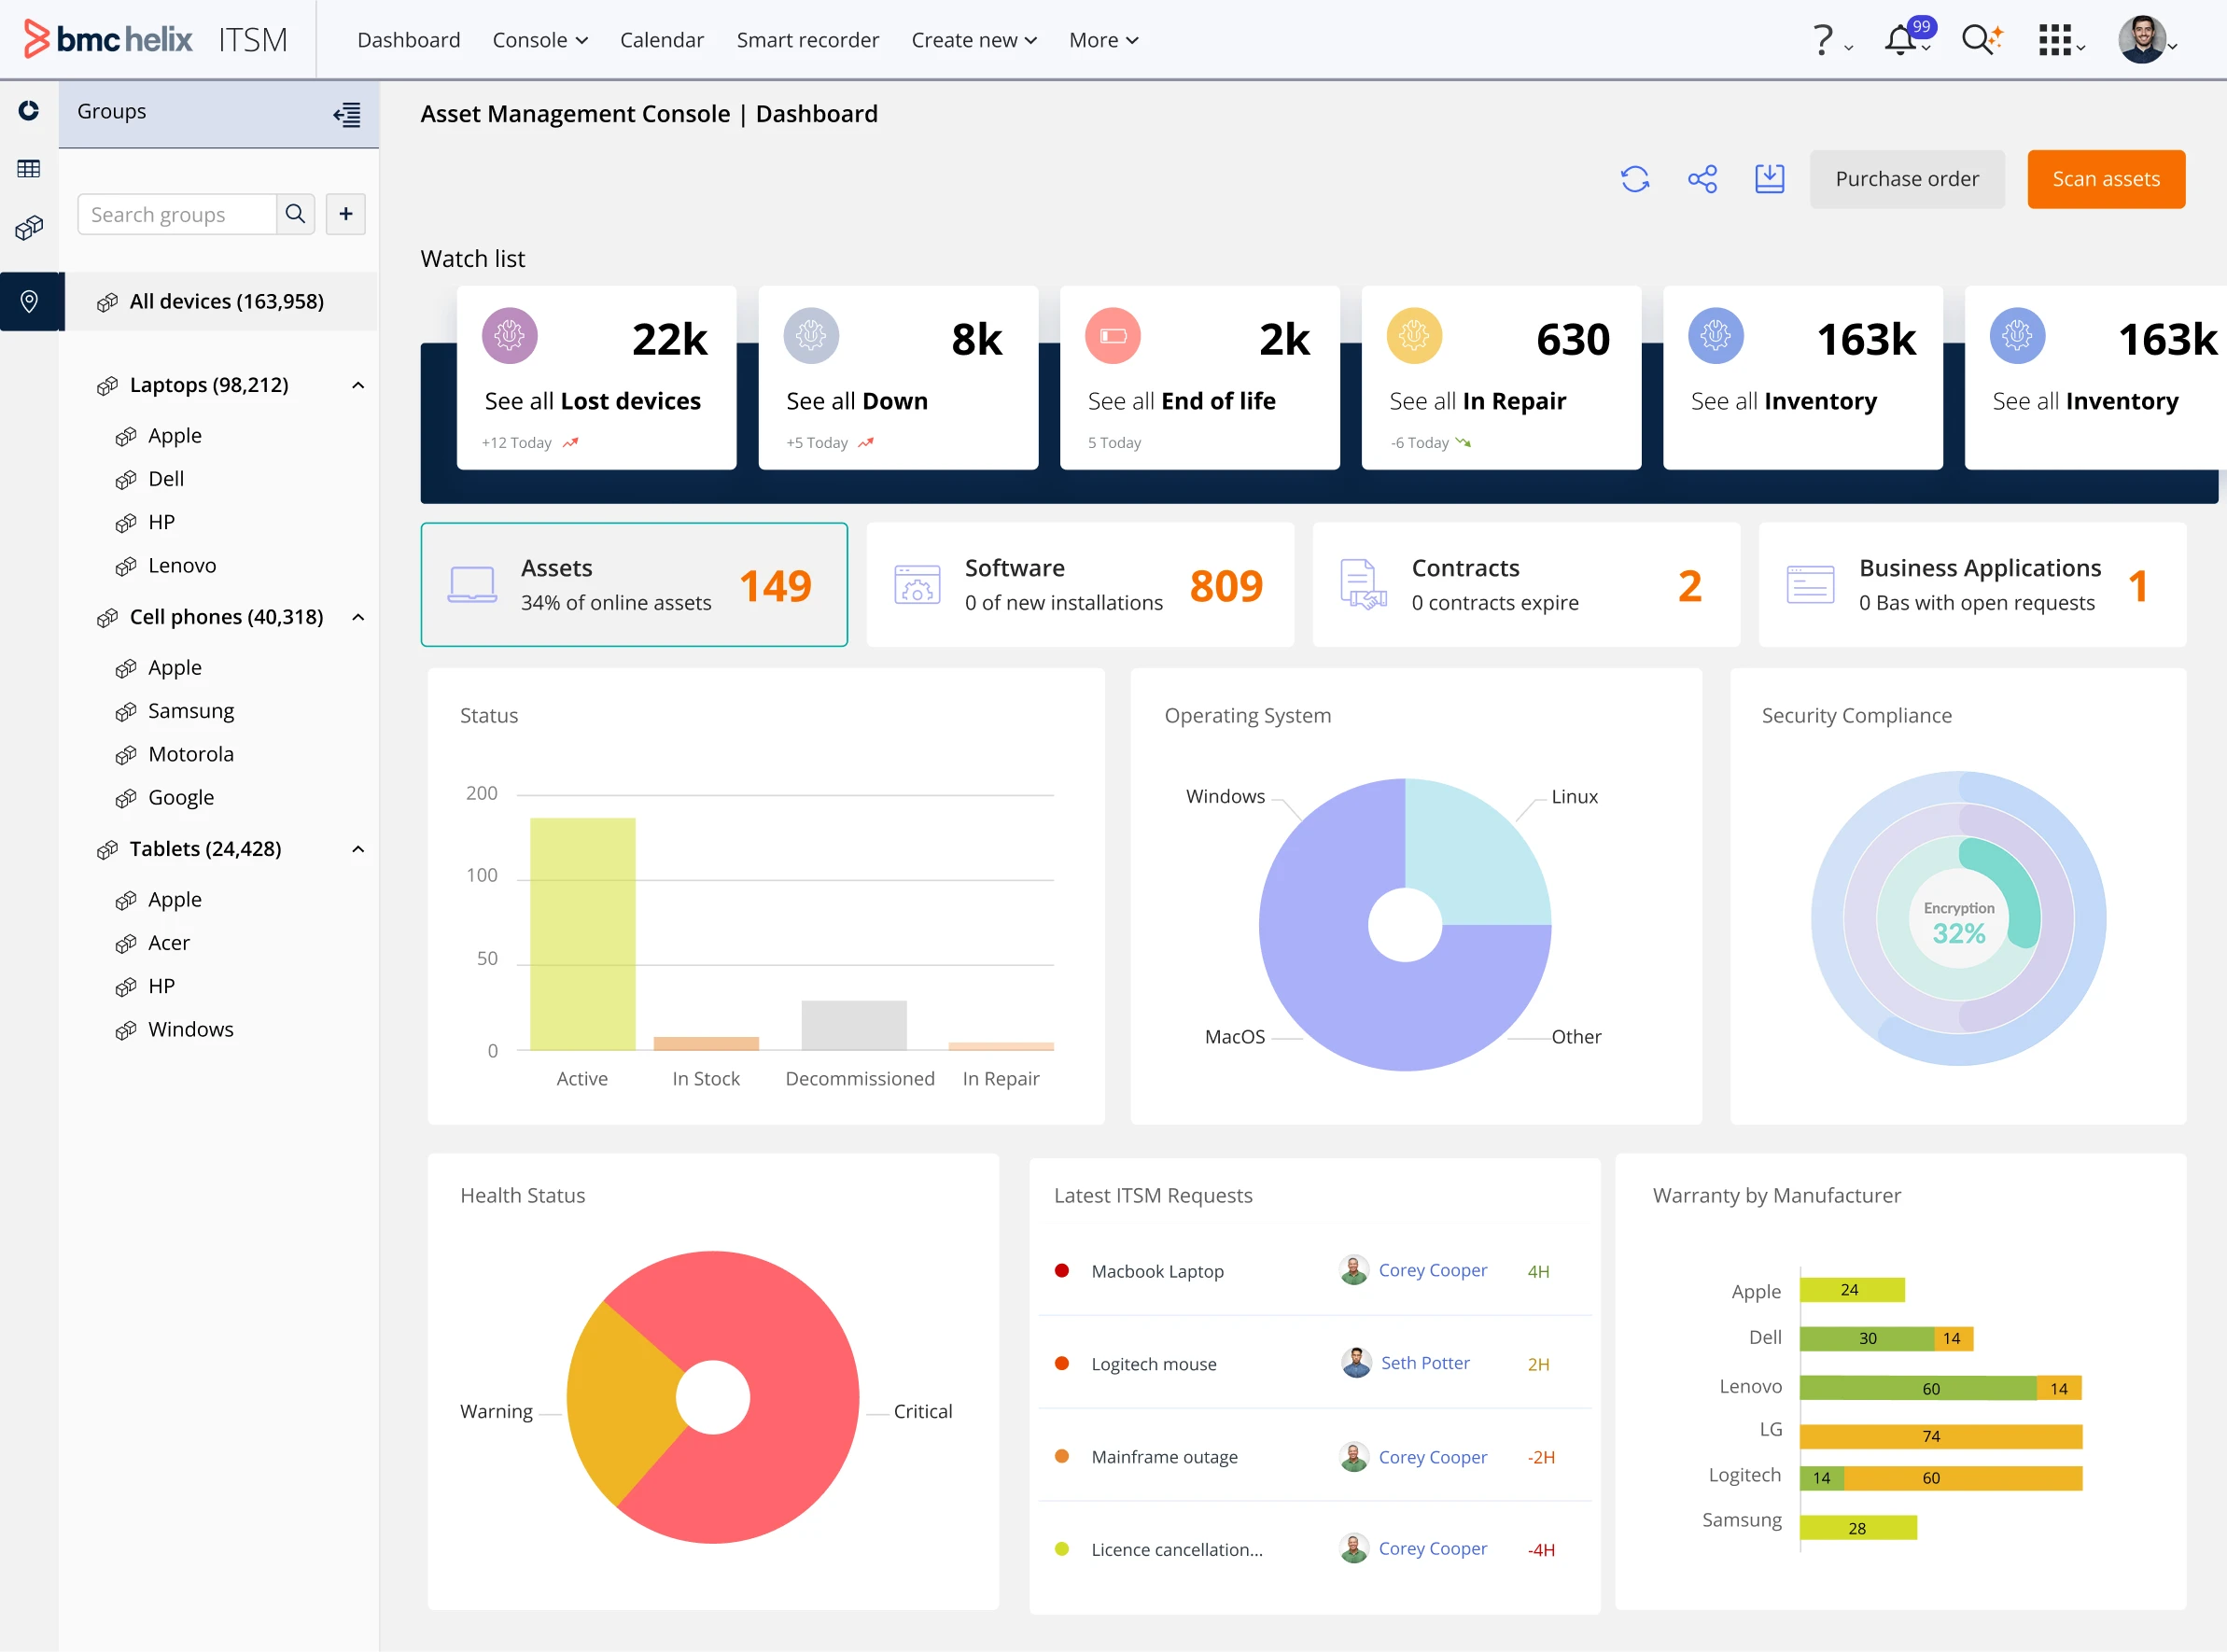 bmc helix ITSM
Dashboard Console Calendar Smart recorder Create new More
? 99
Groups
Asset Management Console | Dashboard
Search groups +
Purchase order Scan assets
All devices (163,958)
Laptops (98,212)
Apple
Dell
HP
Lenovo
Cell phones (40,318)
Apple
Samsung
Motorola
Google
Tablets (24,428)
Apple
Acer
HP
Windows
Watch list
22k
See all Lost devices
+12 Today
8k
See all Down
+5 Today
2k
See all End of life
5 Today
630
See all In Repair
-6 Today
163k
See all Inventory
163k
See all Inventory
Assets
34% of online assets
149
Software
0 of new installations
809
Contracts
0 contracts expire
2
Business Applications
0 Bas with open requests
1
Status
200
100
50
0
Active In Stock Decommissioned In Repair
Operating System
Windows Linux
MacOS Other
Security Compliance
Encryption
32%
Health Status
Warning Critical
Latest ITSM Requests
Macbook Laptop Corey Cooper 4H
Logitech mouse Seth Potter 2H
Mainframe outage Corey Cooper -2H
Licence cancellation... Corey Cooper -4H
Warranty by Manufacturer
Apple 24
Dell 30 14
Lenovo 60 14
LG 74
Logitech 14 60
Samsung 28